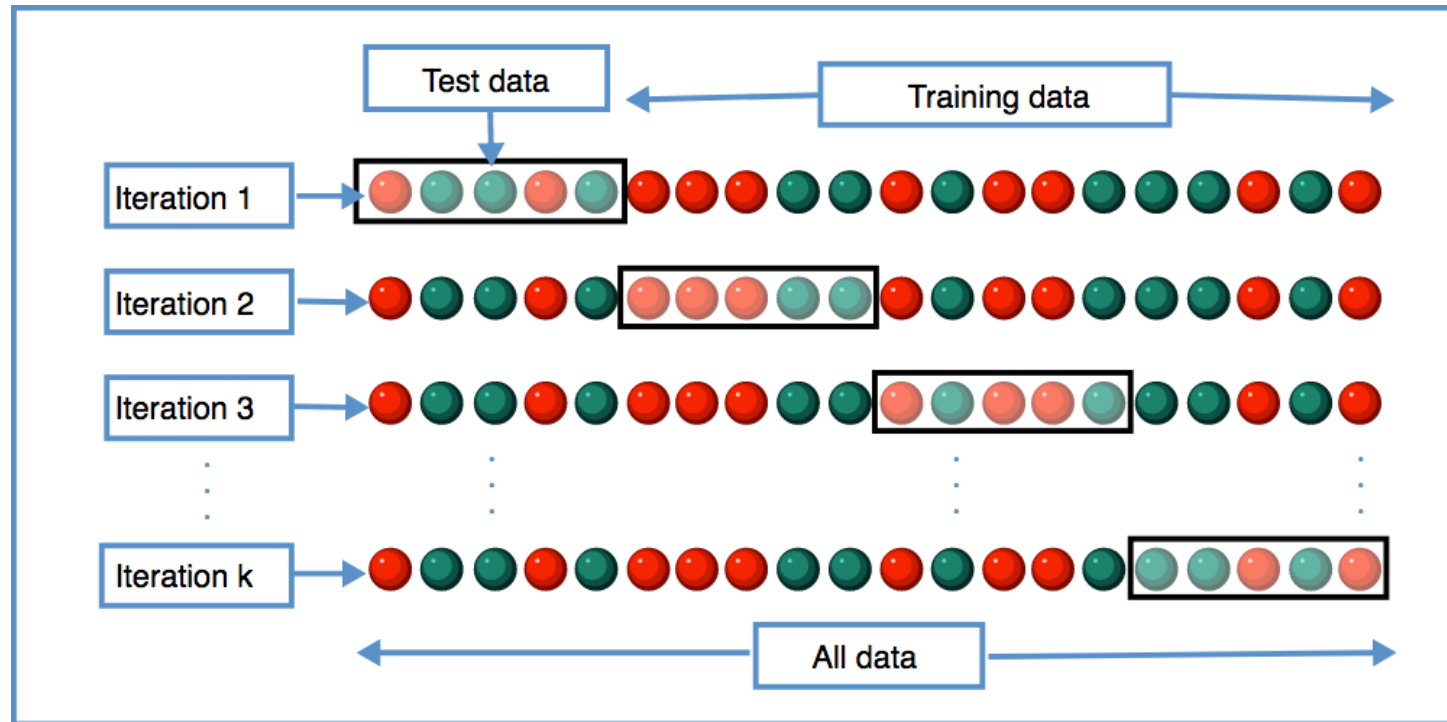 Test data
Training data
Iteration 1
Iteration 2
Iteration 3
Iteration k
All data